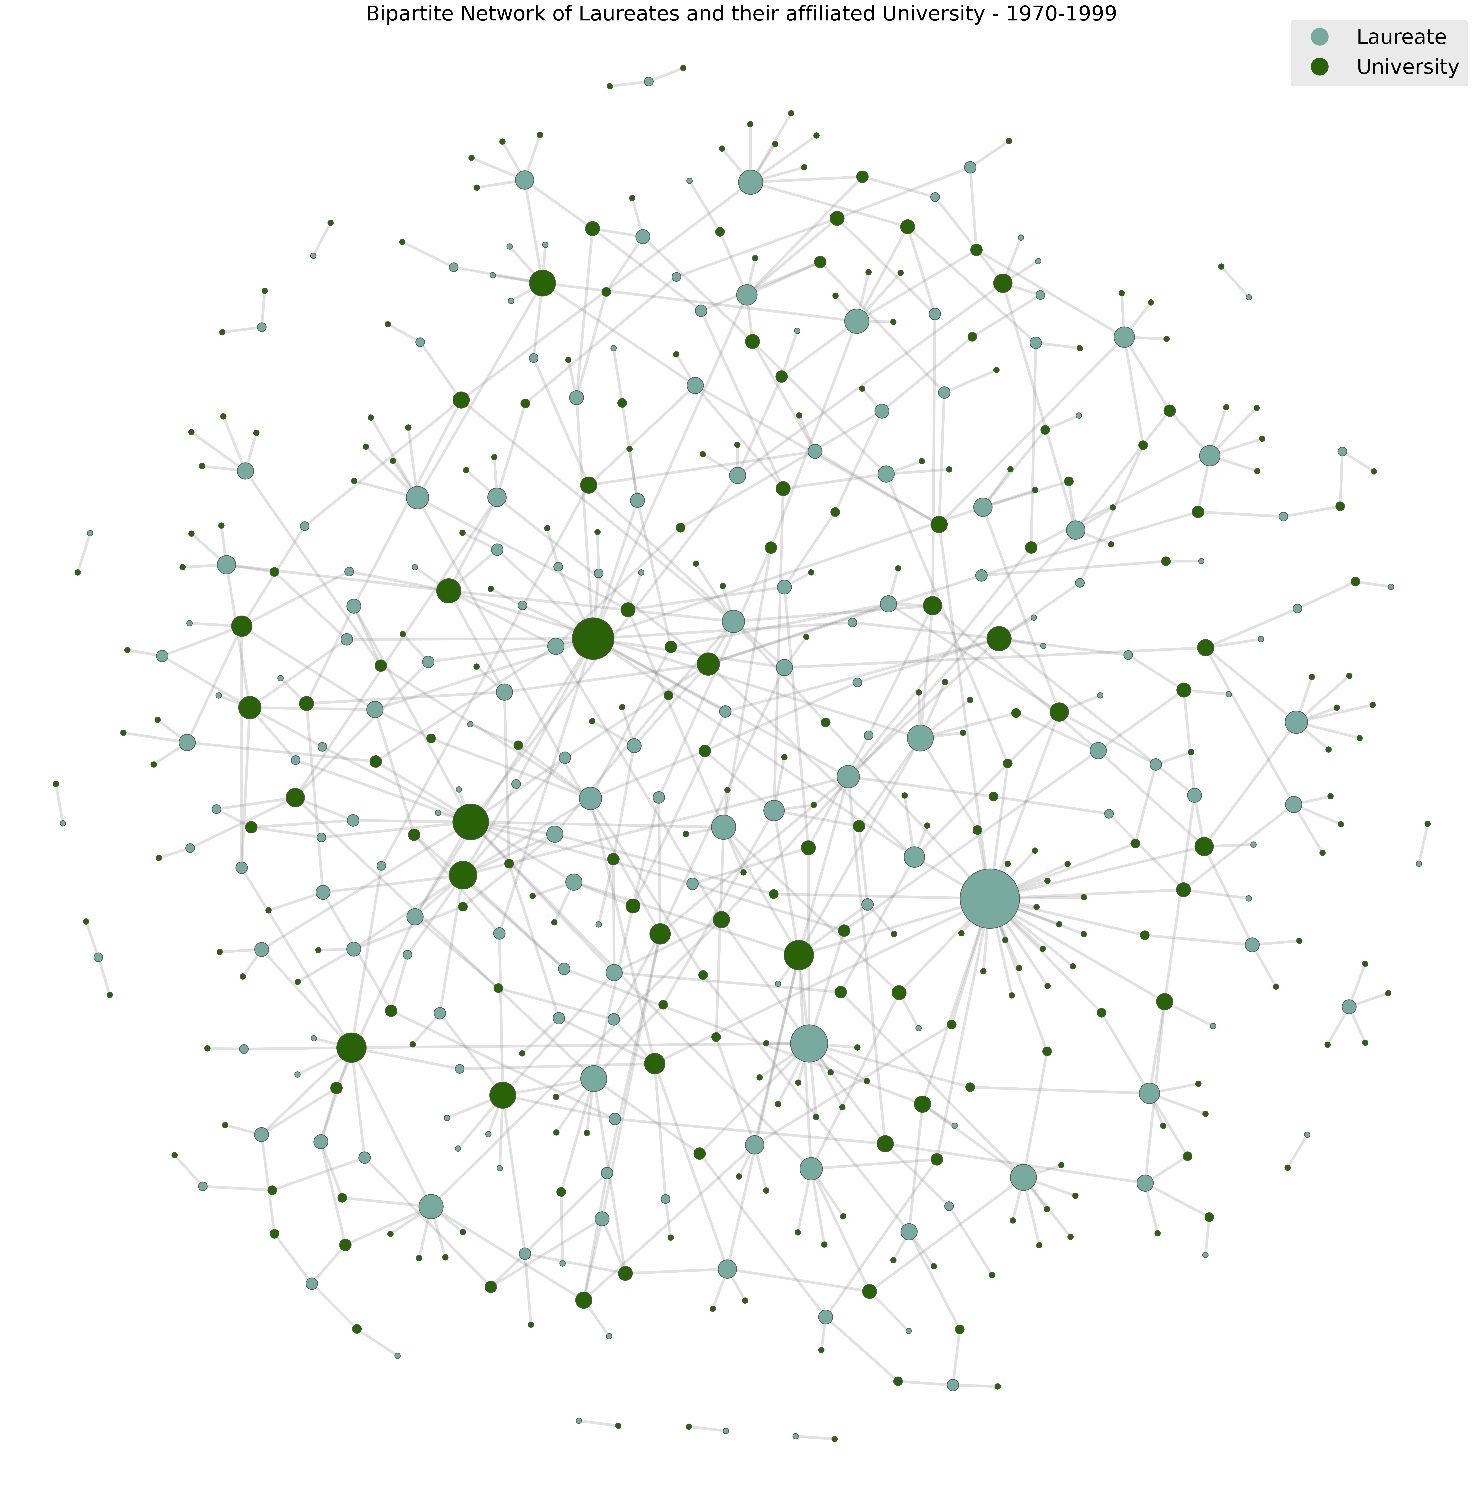 Bipartite Network of Laureates and their affiliated University - 1970-1999
Laureate
University